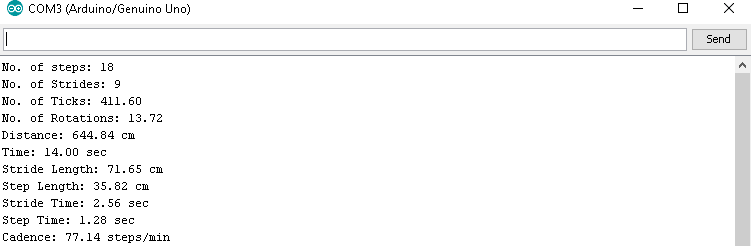 COM3 (Arduino/Genuino Uno)
Send
No. of steps: 18
No. of Strides: 9
No. of Ticks: 411.60
No. of Rotations: 13.72
Distance: 644.84 cm
Time: 14.00 sec
Stride Length: 71.65 cm
Step Length: 35.82 cm
Stride Time: 2.56 sec
Step Time: 1.28 sec
Cadence: 77.14 steps/min